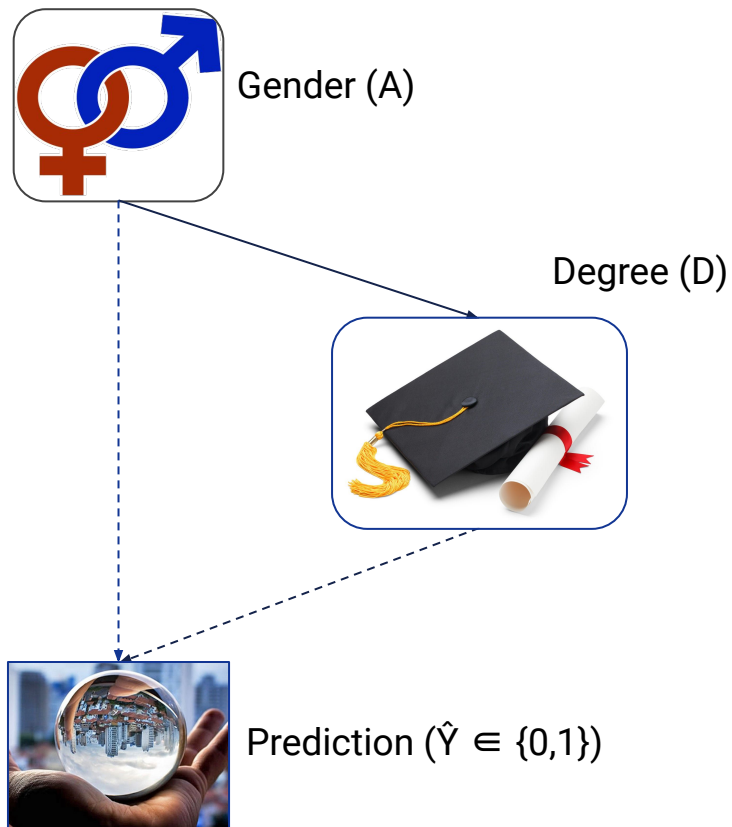 Gender (A)
Degree (D)
Prediction (Ŷ ∈ {0,1})